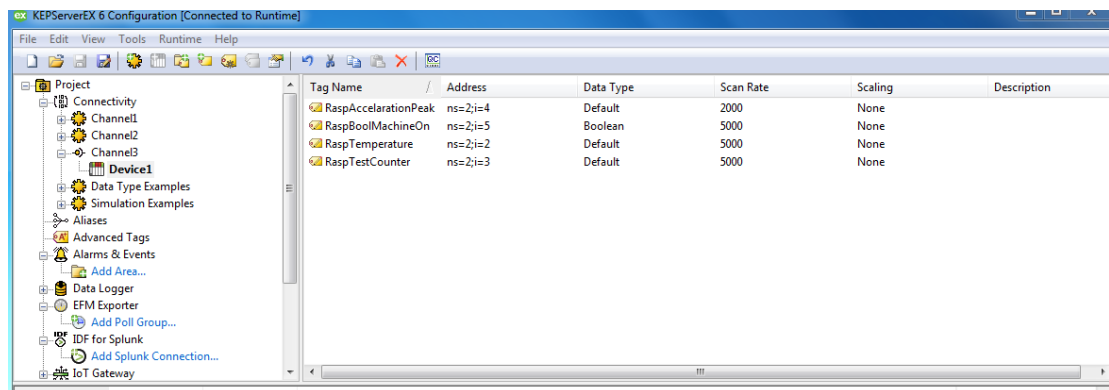 KEPServerEX 6 Configuration [Connected to Runtime]
File Edit View Tools Runtime Help
Project
Connectivity
Channel1
Channel2
Channel3
Device1
Data Type Examples
Simulation Examples
Aliases
Advanced Tags
Alarms & Events
Add Area...
Data Logger
EFM Exporter
Add Poll Group...
IDF for Splunk
Add Splunk Connection...
IoT Gateway
Tag Name Address Data Type Scan Rate Scaling Description
RaspAccelarationPeak ns=2;i=4 Default 2000 None
RaspBoolMachineOn ns=2;i=5 Boolean 5000 None
RaspTemperature ns=2;i=2 Default 5000 None
RaspTestCounter ns=2;i=3 Default 5000 None